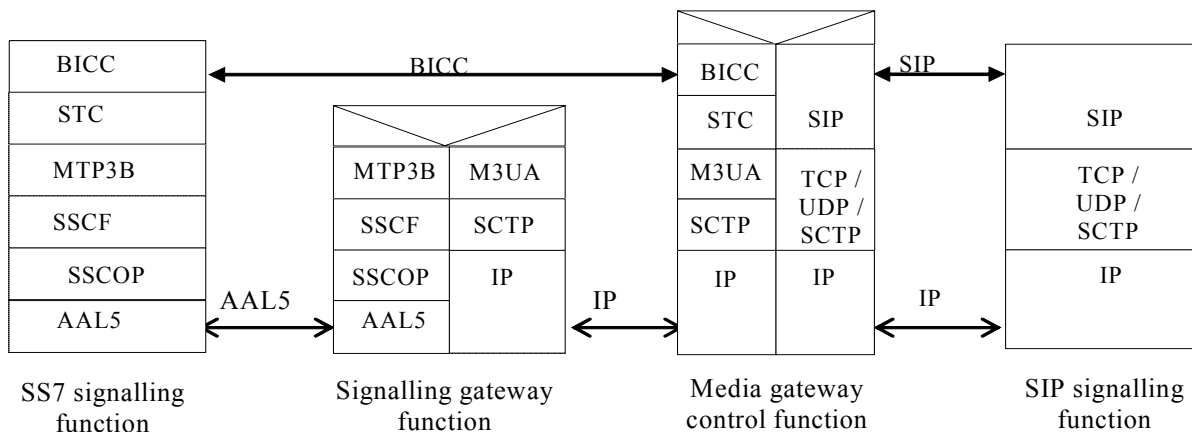 BICC
STC
MTP3B
SSCF
SSCOP
AAL5
SS7 signalling
function
BICC
AAL5
MTP3B
SSCF
SSCOP
AAL5
M3UA
SCTP
IP
Signalling gateway
function
IP
BICC
STC
M3UA
SCTP
IP
SIP
TCP /
UDP /
SCTP
IP
Media gateway
control function
SIP
IP
SIP
TCP /
UDP /
SCTP
IP
SIP signalling
function